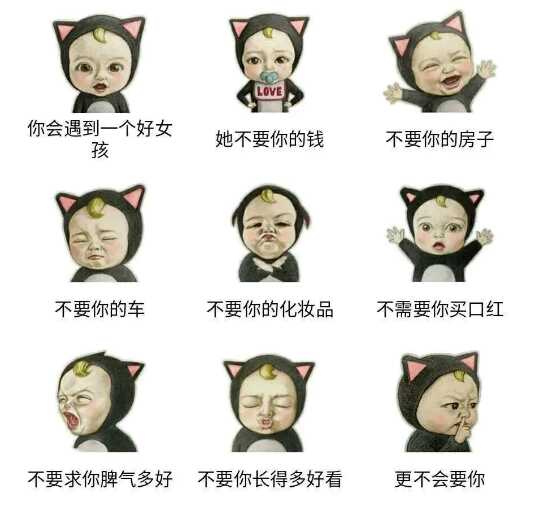 LOVE
你会遇到一个好女
孩
她不要你的钱
不要你的房子
不要你的车
不要你的化妆品
不需要你买口红
不要求你脾气多好
不要你长得多好看
更不会要你